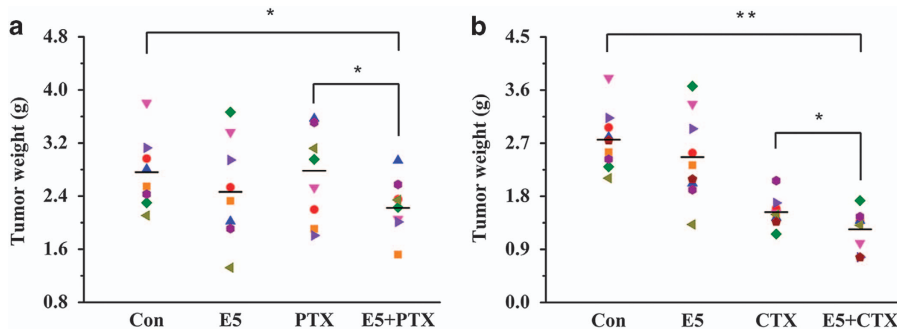 a
*
4.8
4.0
*
3.2
2.4
1.6
0.8
Tumor weight (g)
Con E5 PTX E5+PTX
b
**
4.5
3.6
*
2.7
1.8
0.9
0.0
Tumor weight (g)
Con E5 CTX E5+CTX